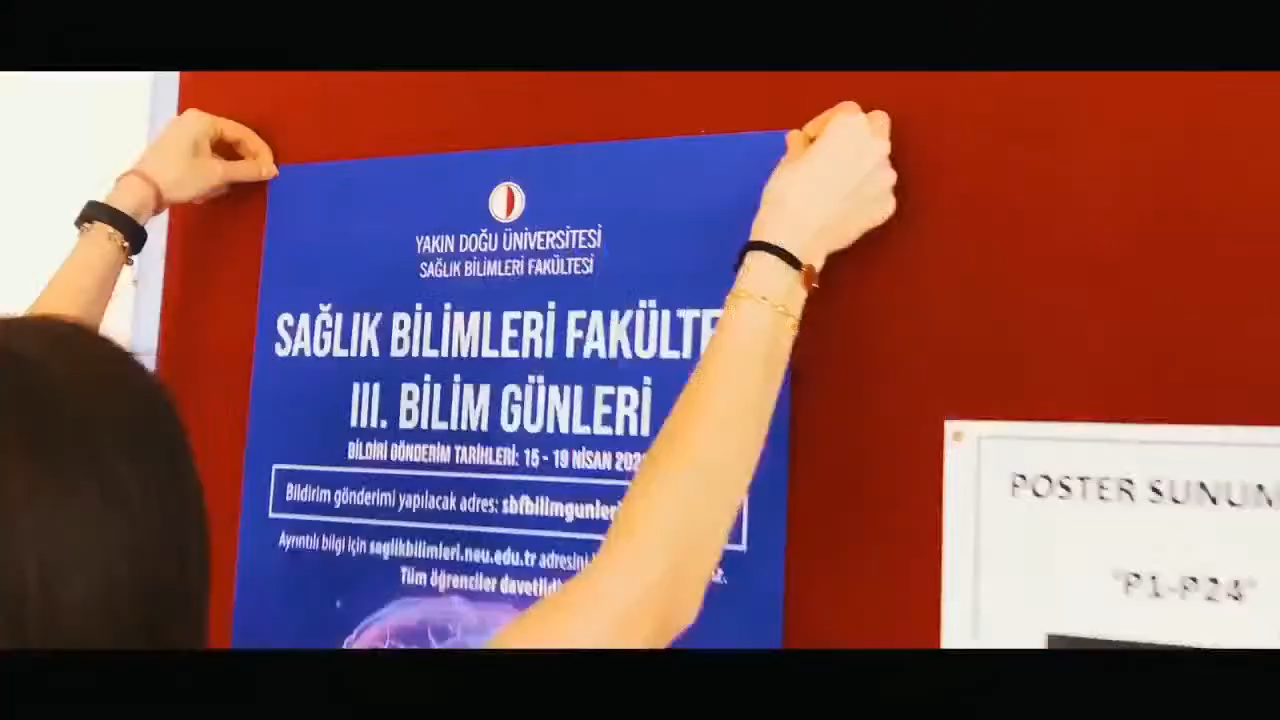 YAKIN DOĞU ÜNİVERSİTESİ
SAĞLIK BİLİMLERİ FAKÜLTESİ
SAĞLIK BİLİMLERİ FAKÜLTE
III. BİLİM GÜNLERİ
BİLDİRİ GÖNDERİM TARİHLERİ: 15 - 19 NİSAN
Bildirim gönderimi yapılacak adres: sbfbilimgunleri
Ayrıntılı bilgi için saglikbilimleri.neu.edu.tr adresini
Tüm öğrenciler davetlidi
POSTER SUNUM
"P1-P24"